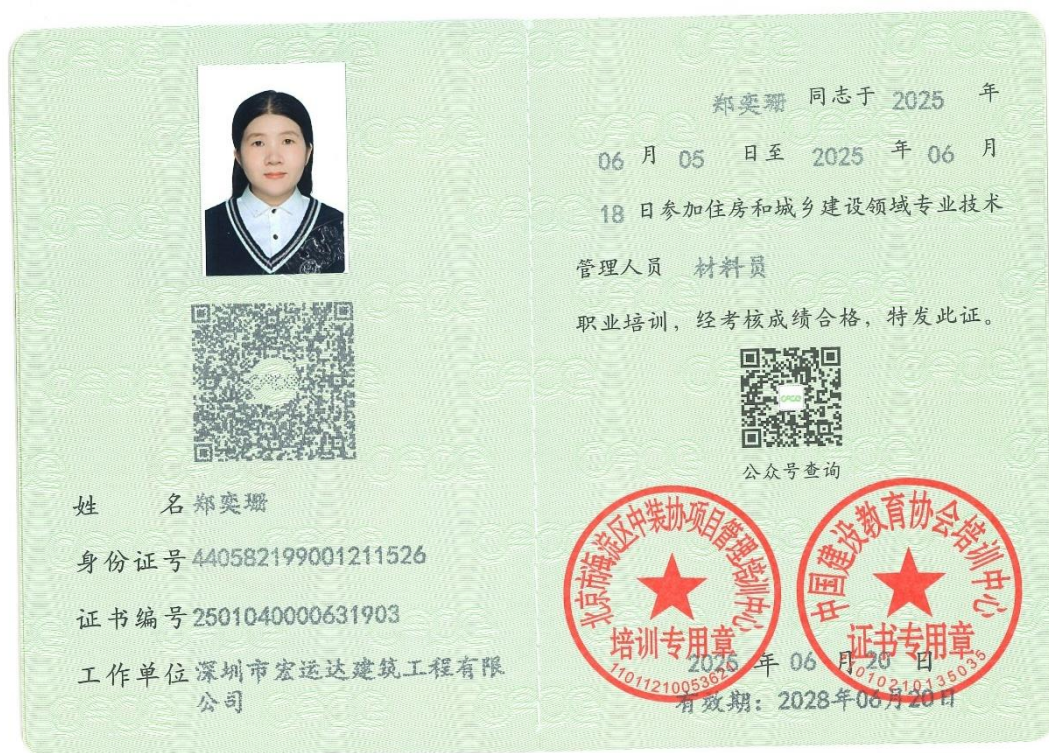 姓 名 郑奕珊
身份证号 440582199001211526
证书编号 2501040000631903
工作单位 深圳市宏运达建筑工程有限
公司
郑奕珊 同志于 2025 年
06 月 05 日至 2025 年 06 月
18 日参加住房和城乡建设领域专业技术
管理人员 材料员
职业培训，经考核成绩合格，特发此证。
公众号查询
北京市海淀区中装协项目管理培训中心
培训专用章
中国建设教育协会培训中心
证书专用章
2025 年 06 月 20 日
有效期：2028年06月20日